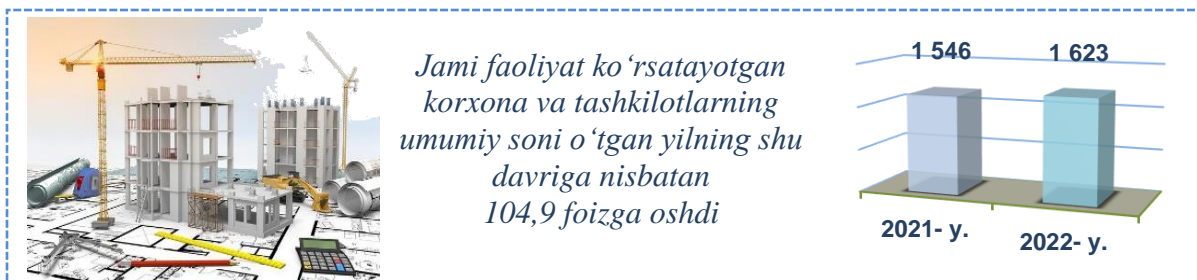 Jami faoliyat ko‘rsatayotgan
korxona va tashkilotlarning
umumiy soni o‘tgan yilning shu
davriga nisbatan
104,9 foizga oshdi
1 546
1 623
2021- y.
2022- y.